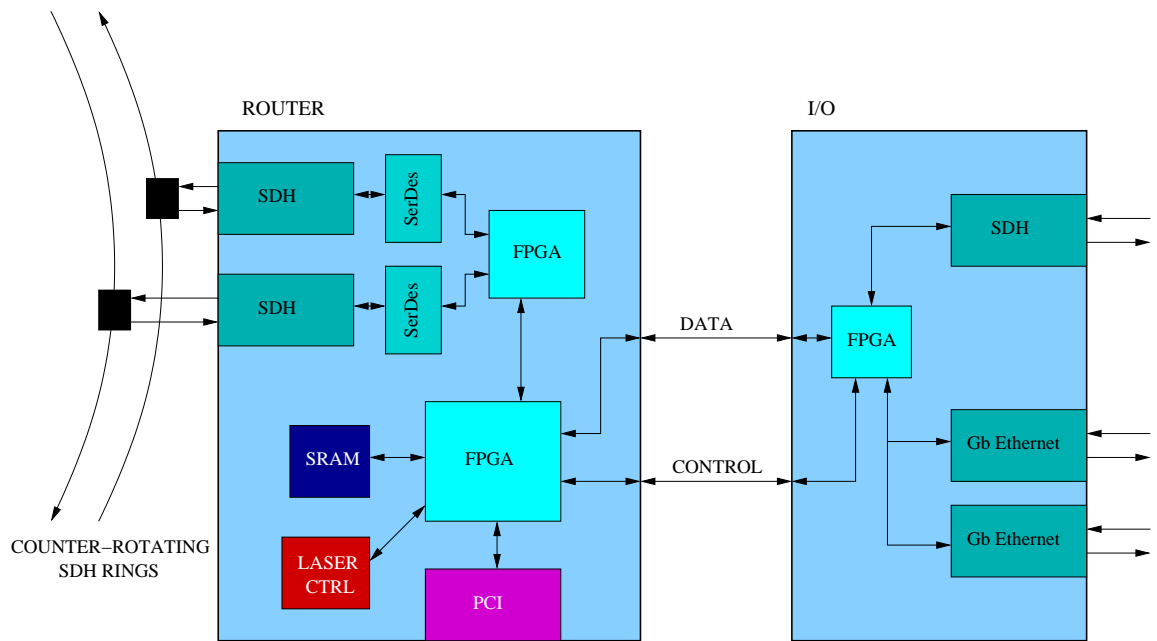 ROUTER
I/O
SDH
SerDes
SDH
FPGA
SDH
SerDes
DATA
FPGA
SRAM
FPGA
CONTROL
Gb Ethernet
COUNTER–ROTATING
SDH RINGS
LASER
CTRL
Gb Ethernet
PCI